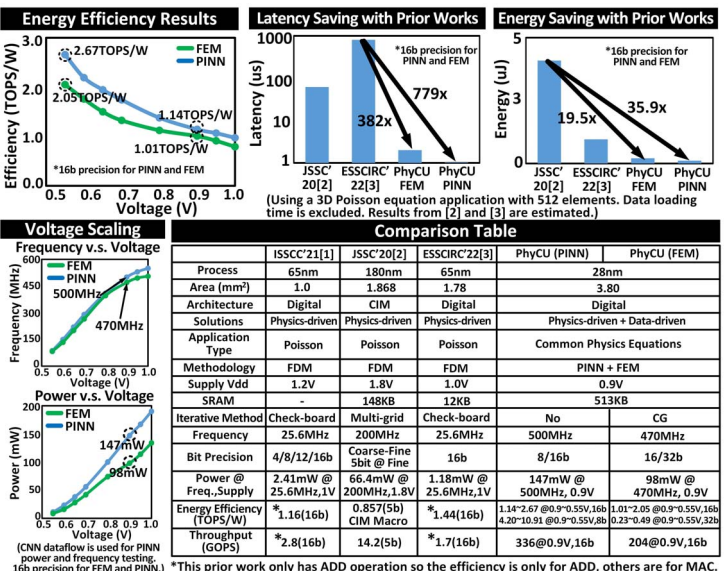 Energy Efficiency Results
Efficiency (TOPS/W)
3.0
2.0
1.0
0.0
2.67TOPS/W
FEM
PINN
2.05TOPS/W
1.14TOPS/W
1.01TOPS/W
*16b precision for PINN and FEM
0.5 0.6 0.7 0.8 0.9 1.0
Voltage (V)
Latency Saving with Prior Works
Latency (us)
1000
100
10
1
*16b precision for
PINN and FEM
779x
382x
JSSC' ESSCIRC' PhyCU PhyCU
20[2] 22[3] FEM PINN
Energy Saving with Prior Works
Energy (uJ)
5
3
0
*16b precision for
PINN and FEM
35.9x
19.5x
JSSC' ESSCIRC' PhyCU PhyCU
20[2] 22[3] FEM PINN
(Using a 3D Poisson equation application with 512 elements. Data loading
time is excluded. Results from [2] and [3] are estimated.)
Voltage Scaling
Frequency v.s. Voltage
Frequency (MHz)
600
450
300
150
0
FEM
PINN
500MHz
470MHz
0.5 0.6 0.7 0.8 0.9 1.0
Voltage (V)
Power v.s. Voltage
Power (mW)
200
150
100
50
0
FEM
PINN
147mW
98mW
0.5 0.6 0.7 0.8 0.9 1.0
Voltage (V)
(CNN dataflow is used for PINN
power and frequency testing.
16b precision for FEM and PINN.)
Comparison Table
ISSCC'21[1] JSSC'20[2] ESSCIRC'22[3] PhyCU (PINN) PhyCU (FEM)
Process 65nm 180nm 65nm 28nm
Area (mm²) 1.0 1.868 1.78 3.80
Architecture Digital CIM Digital Digital
Solutions Physics-driven Physics-driven Physics-driven Physics-driven + Data-driven
Application
Type Poisson Poisson Poisson Common Physics Equations
Methodology FDM FDM FDM PINN + FEM
Supply Vdd 1.2V 1.8V 1.0V 0.9V
SRAM - 148KB 12KB 513KB
Iterative Method Check-board Multi-grid Check-board No CG
Frequency 25.6MHz 200MHz 25.6MHz 500MHz 470MHz
Bit Precision 4/8/12/16b Coarse-Fine
5bit @ Fine 16b 8/16b 16/32b
Power @ 2.41mW @ 66.4mW @ 1.18mW @ 147mW @ 98mW @
Freq.,Supply 25.6MHz,1V 200MHz,1.8V 25.6MHz,1V 500MHz, 0.9V 470MHz, 0.9V
Energy Efficiency *1.16(16b) 0.857(5b) *1.44(16b) 1.14~2.67 @0.9~0.55V,16b 1.01~2.05 @0.9~0.55V,16b
(TOPS/W) CIM Macro 4.20~10.91 @0.9~0.55V,8b 0.23~0.49 @0.9~0.55V,32b
Throughput
(GOPS) *2.8(16b) 14.2(5b) *1.7(16b) 336@0.9V,16b 204@0.9V,16b
*This prior work only has ADD operation so the efficiency is only for ADD, others are for MAC.